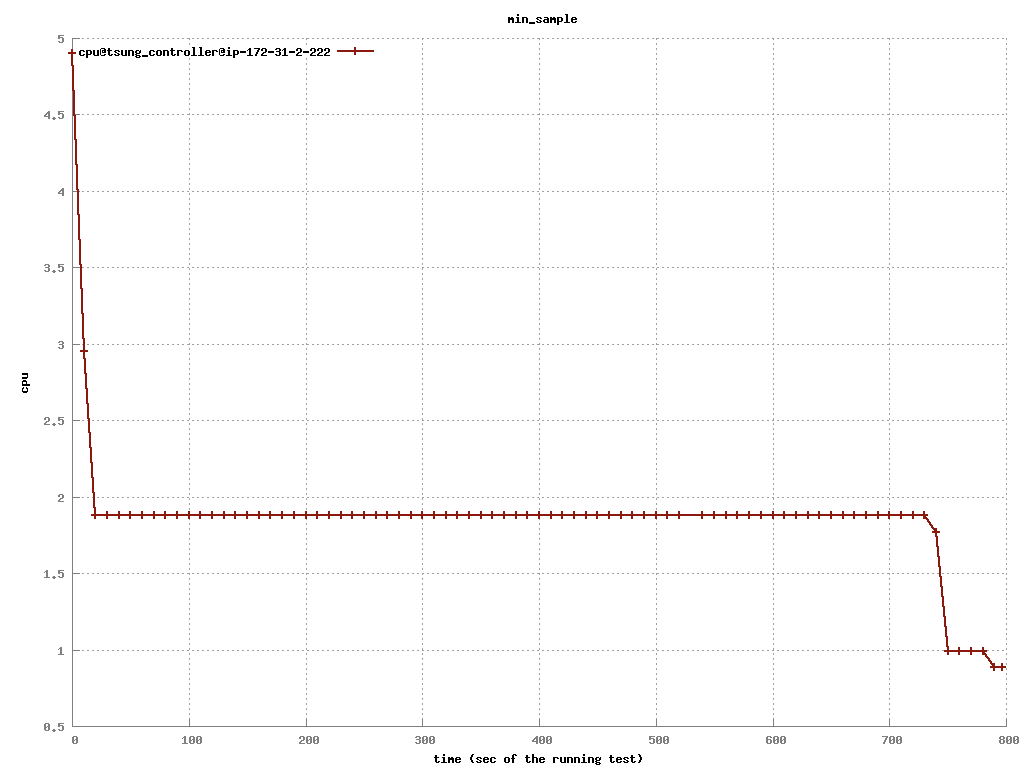 min_sample
cpu@tsung_controller@ip-172-31-2-222
5
4.5
4
3.5
3
2.5
2
1.5
1
0.5
cpu
0 100 200 300 400 500 600 700 800
time (sec of the running test)